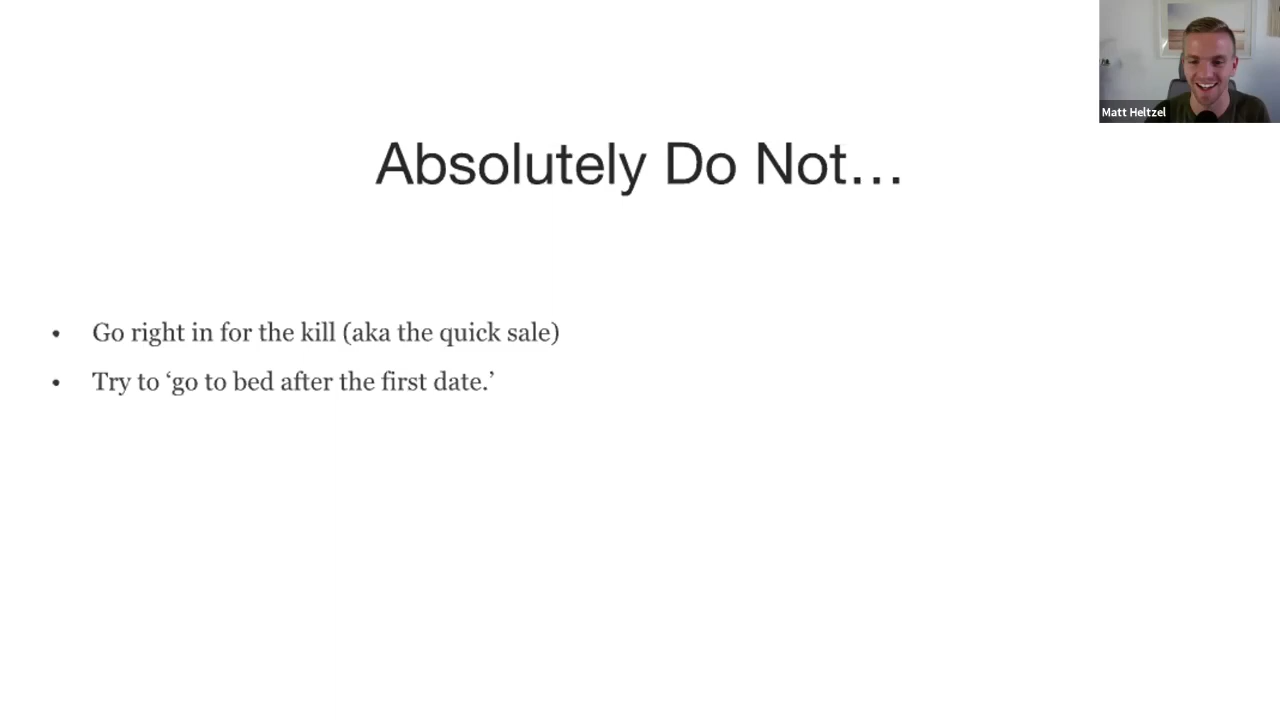 Matt Heltzel
Absolutely Do Not…
• Go right in for the kill (aka the quick sale)
• Try to ‘go to bed after the first date.’